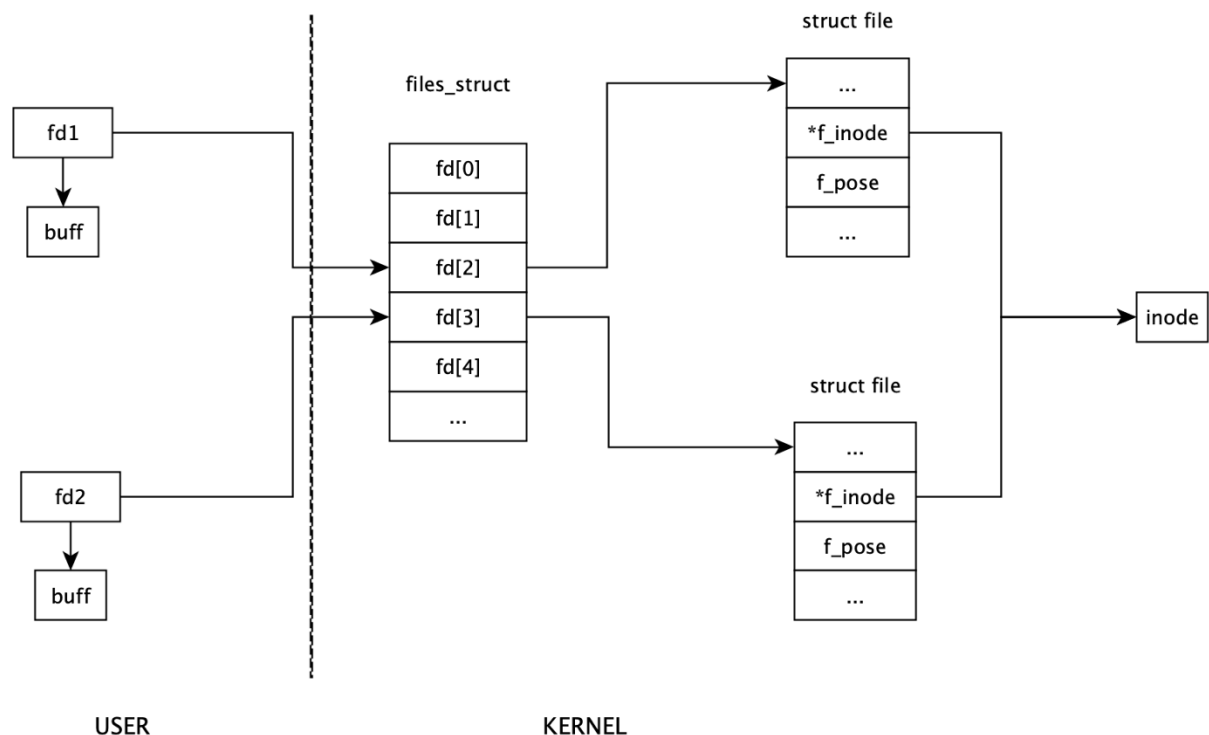 struct file
files_struct
...
fd1
*f_inode
fd[0]
f_pose
buff
fd[1]
...
fd[2]
fd[3]
inode
fd[4]
struct file
...
...
fd2
*f_inode
f_pose
buff
...
USER
KERNEL